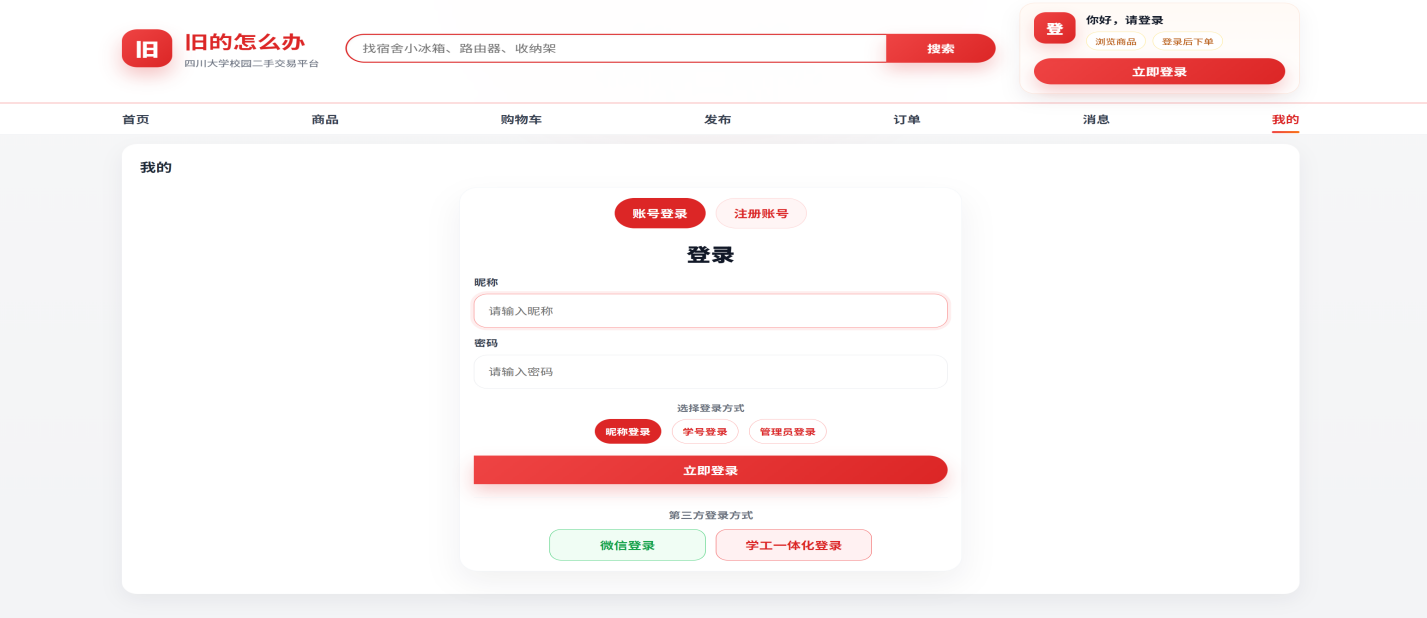 旧
旧的怎么办
四川大学校园二手交易平台
找宿舍小冰箱、路由器、收纳架
搜索
登
你好，请登录
浏览商品 登录后下单
立即登录
首页 商品 购物车 发布 订单 消息 我的
我的
账号登录 注册账号
登录
昵称
请输入昵称
密码
请输入密码
选择登录方式
昵称登录 学号登录 管理员登录
立即登录
第三方登录方式
微信登录 学工一体化登录